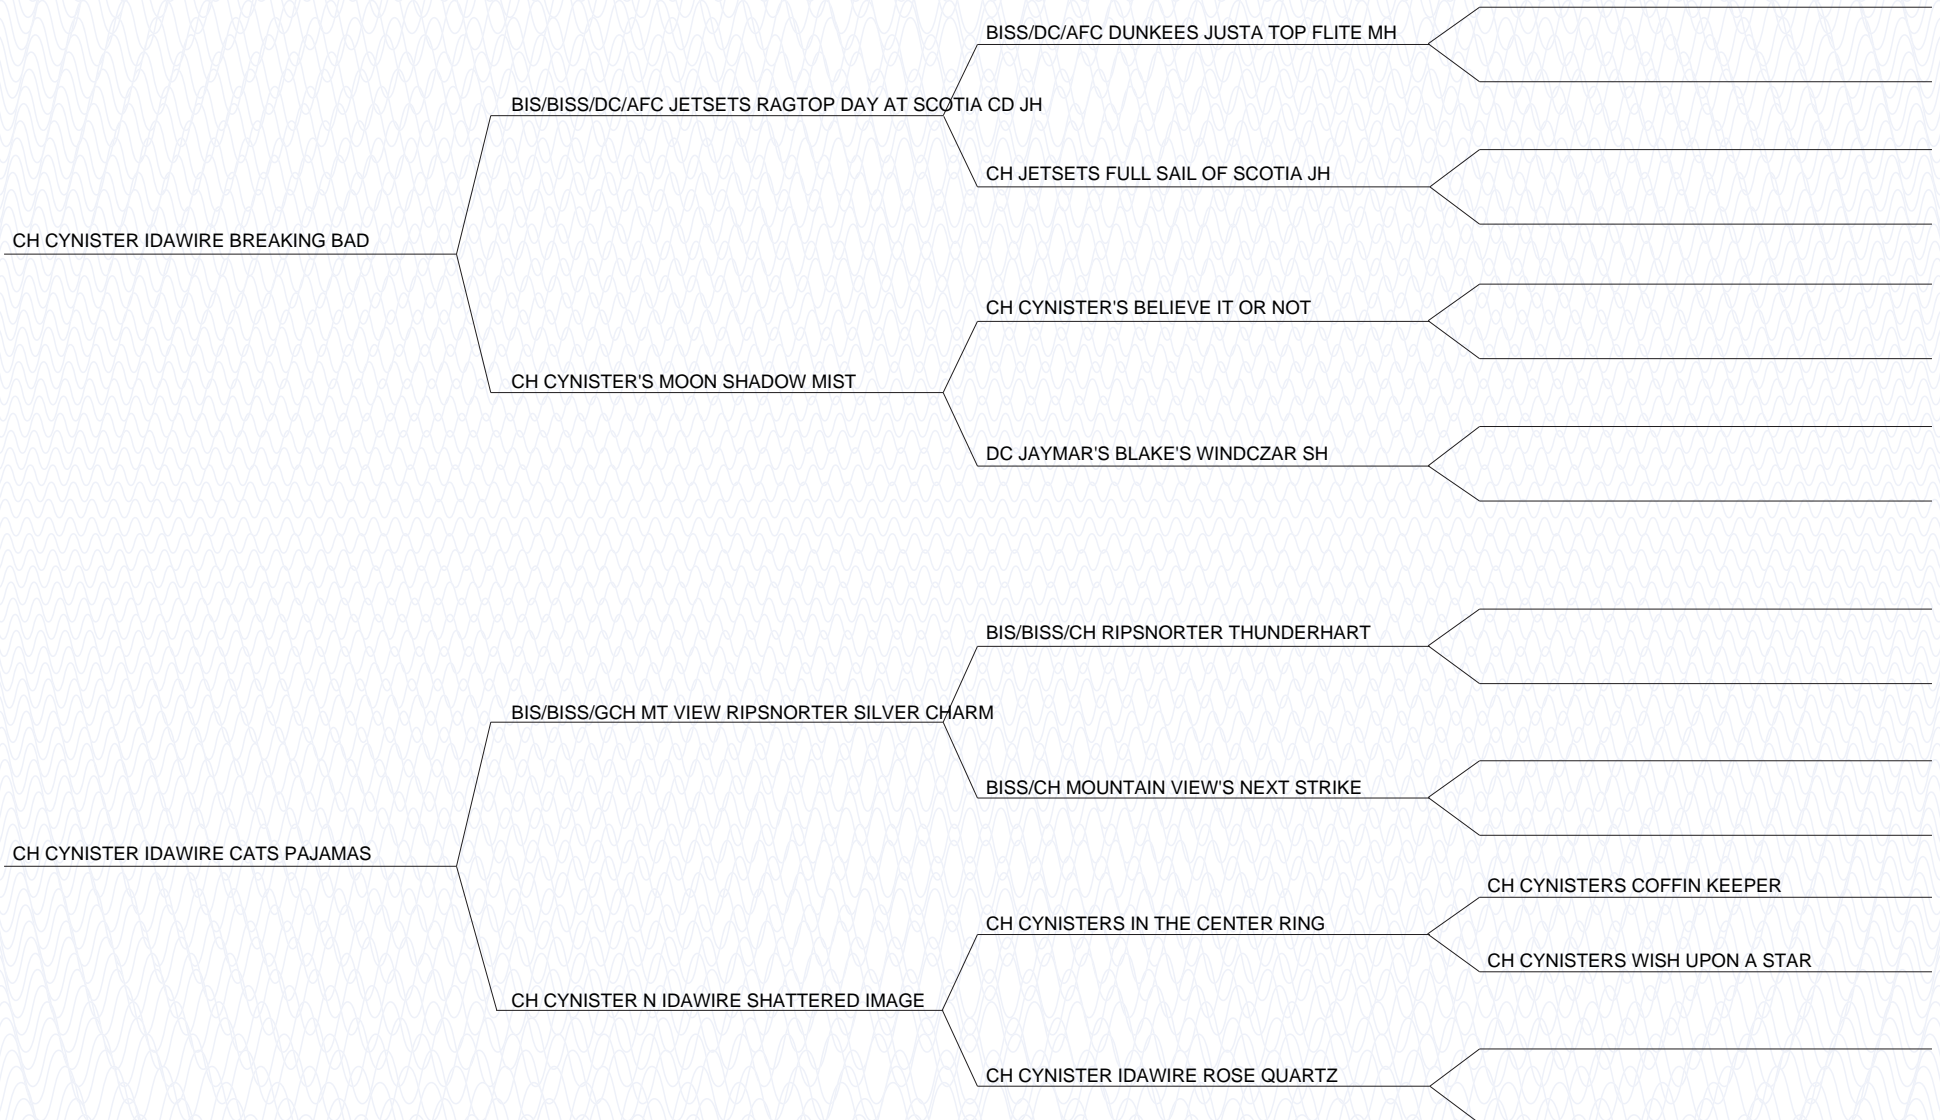 BISS/DC/AFC DUNKEES JUSTA TOP FLITE MH
BIS/BISS/DC/AFC JETSETS RAGTOP DAY AT SCOTIA CD JH
CH JETSETS FULL SAIL OF SCOTIA JH
CH CYNISTER IDAWIRE BREAKING BAD
CH CYNISTER'S BELIEVE IT OR NOT
CH CYNISTER'S MOON SHADOW MIST
DC JAYMAR'S BLAKE'S WINDCZAR SH
BIS/BISS/CH RIPSNORTER THUNDERHART
BIS/BISS/GCH MT VIEW RIPSNORTER SILVER CHARM
BISS/CH MOUNTAIN VIEW'S NEXT STRIKE
CH CYNISTER IDAWIRE CATS PAJAMAS
CH CYNISTERS COFFIN KEEPER
CH CYNISTERS IN THE CENTER RING
CH CYNISTERS WISH UPON A STAR
CH CYNISTER N IDAWIRE SHATTERED IMAGE
CH CYNISTER IDAWIRE ROSE QUARTZ